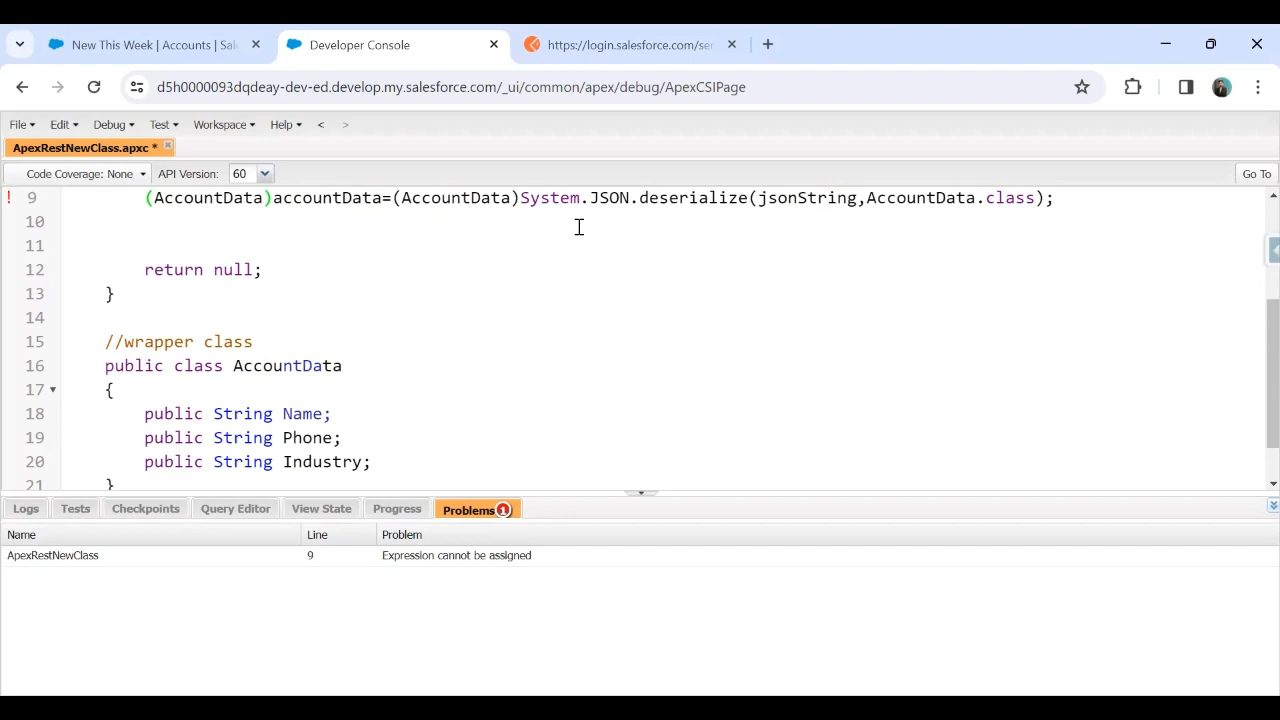 New This Week | Accounts | Sal
Developer Console
https://login.salesforce.com/ser
d5h0000093dqdeay-dev-ed.develop.my.salesforce.com/_ui/common/apex/debug/ApexCSIPage
File Edit Debug Test Workspace Help < >
ApexRestNewClass.apxc *
Code Coverage: None API Version: 60 Go To
! 9 (AccountData)accountData=(AccountData)System.JSON.deserialize(jsonString,AccountData.class);
10
11
12 return null;
13 }
14
15 //wrapper class
16 public class AccountData
17 {
18 public String Name;
19 public String Phone;
20 public String Industry;
21 }
Logs Tests Checkpoints Query Editor View State Progress Problems 1
Name Line Problem
ApexRestNewClass 9 Expression cannot be assigned